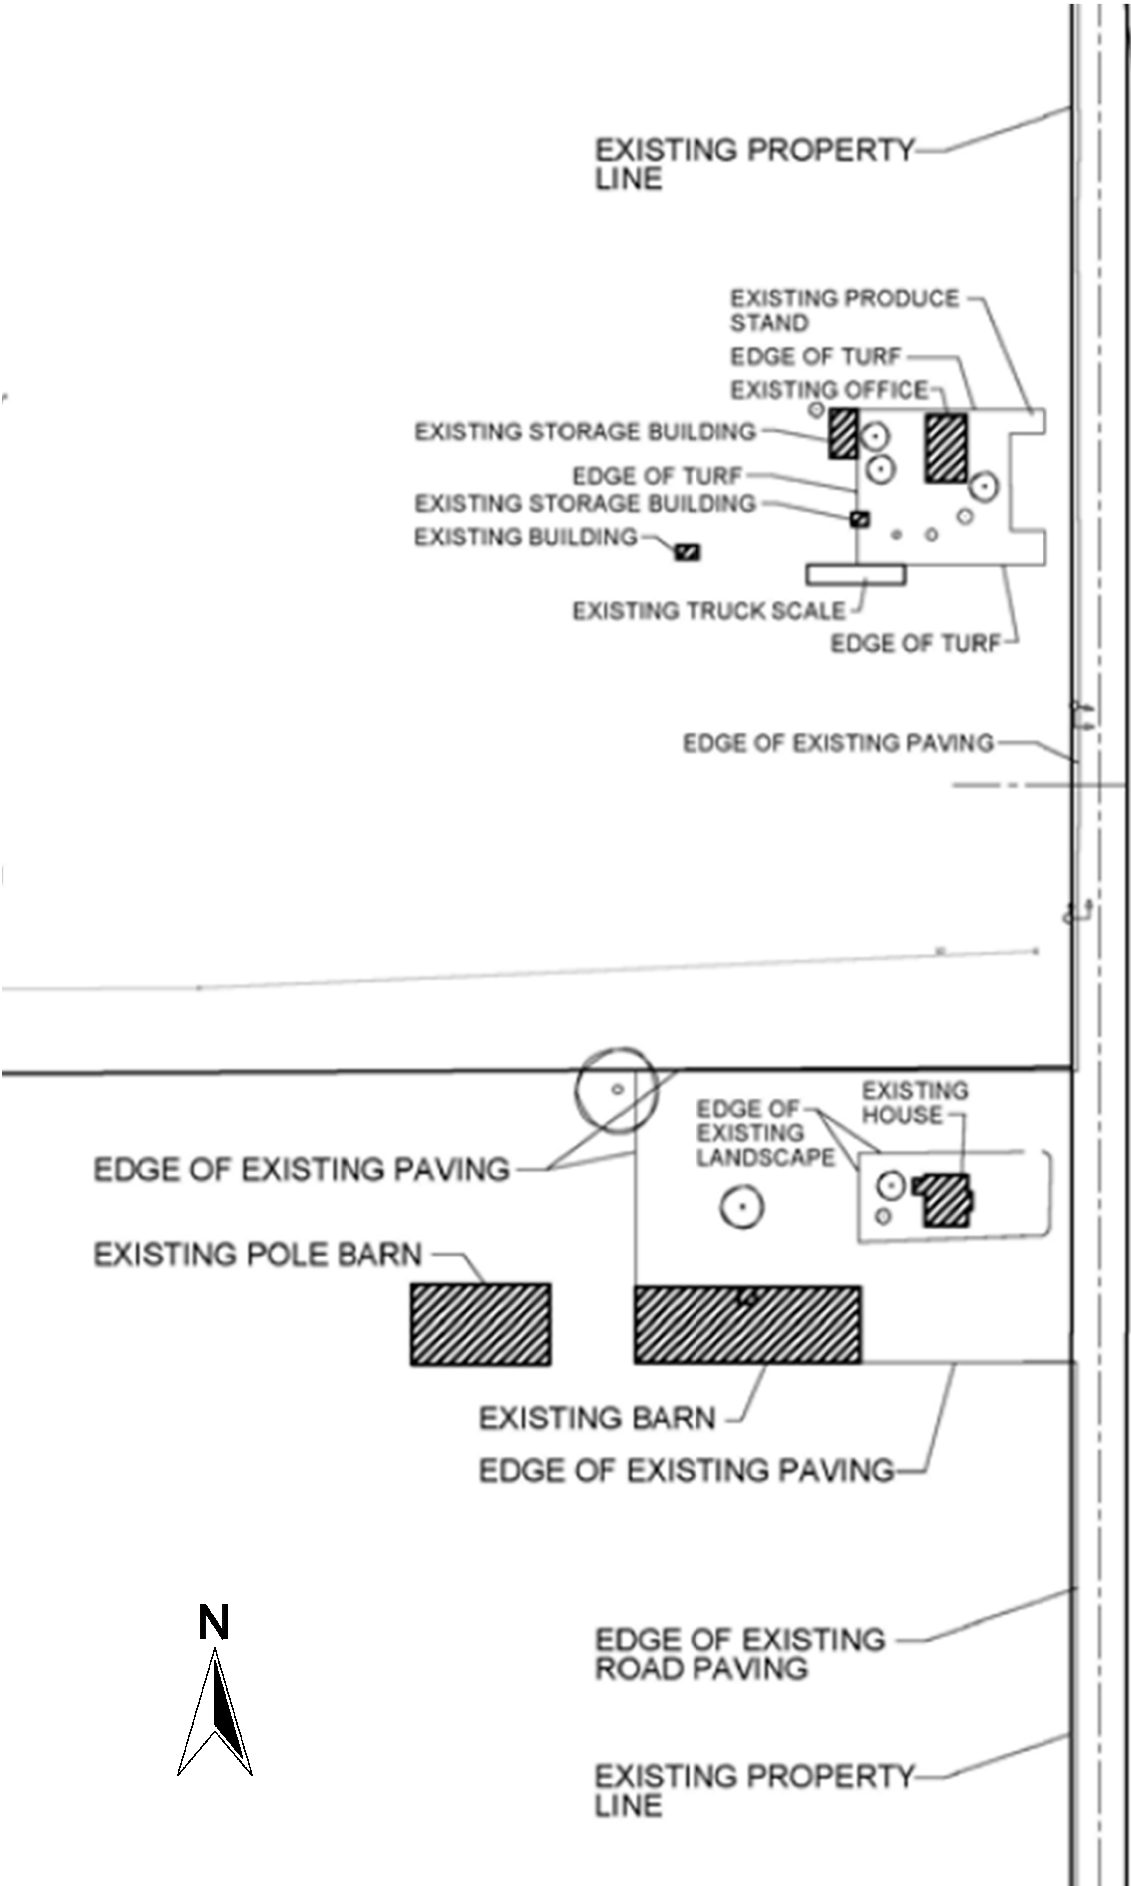 EXISTING PROPERTY
LINE
EXISTING PRODUCE
STAND
EDGE OF TURF
EXISTING OFFICE
EXISTING STORAGE BUILDING
EDGE OF TURF
EXISTING STORAGE BUILDING
EXISTING BUILDING
EXISTING TRUCK SCALE
EDGE OF TURF
EDGE OF EXISTING PAVING
EXISTING
HOUSE
EDGE OF
EXISTING
LANDSCAPE
EDGE OF EXISTING PAVING
EXISTING POLE BARN
EXISTING BARN
EDGE OF EXISTING PAVING
N
EDGE OF EXISTING
ROAD PAVING
EXISTING PROPERTY
LINE